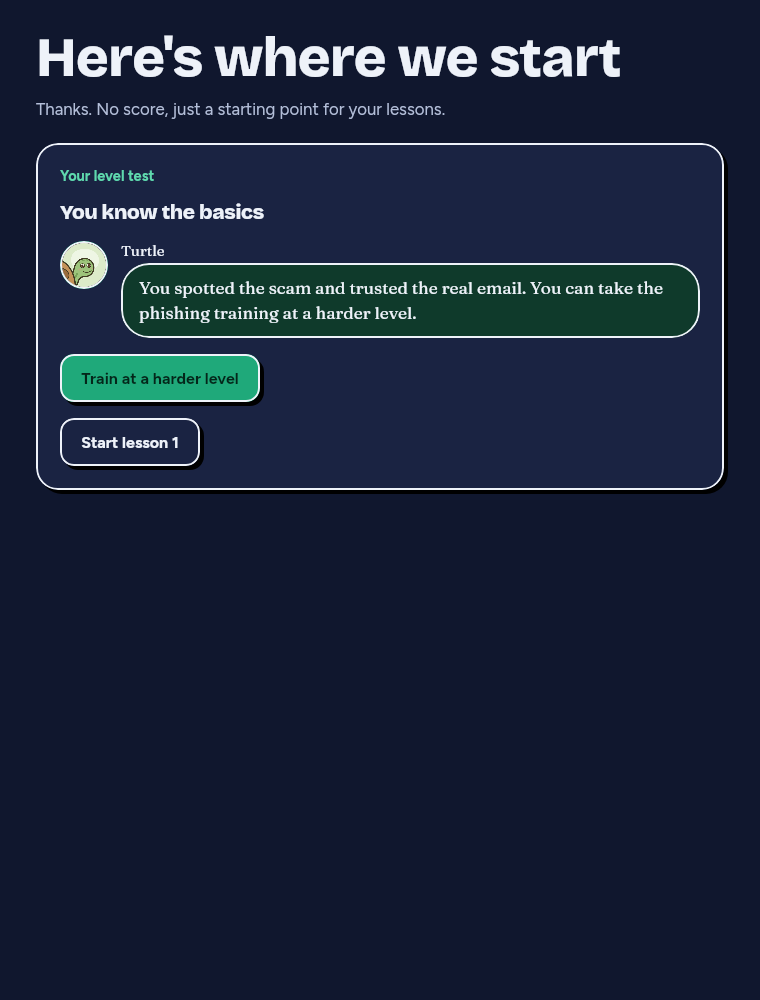 Here's where we start
Thanks. No score, just a starting point for your lessons.
Your level test
You know the basics
Turtle
You spotted the scam and trusted the real email. You can take the
phishing training at a harder level.
Train at a harder level
Start lesson 1